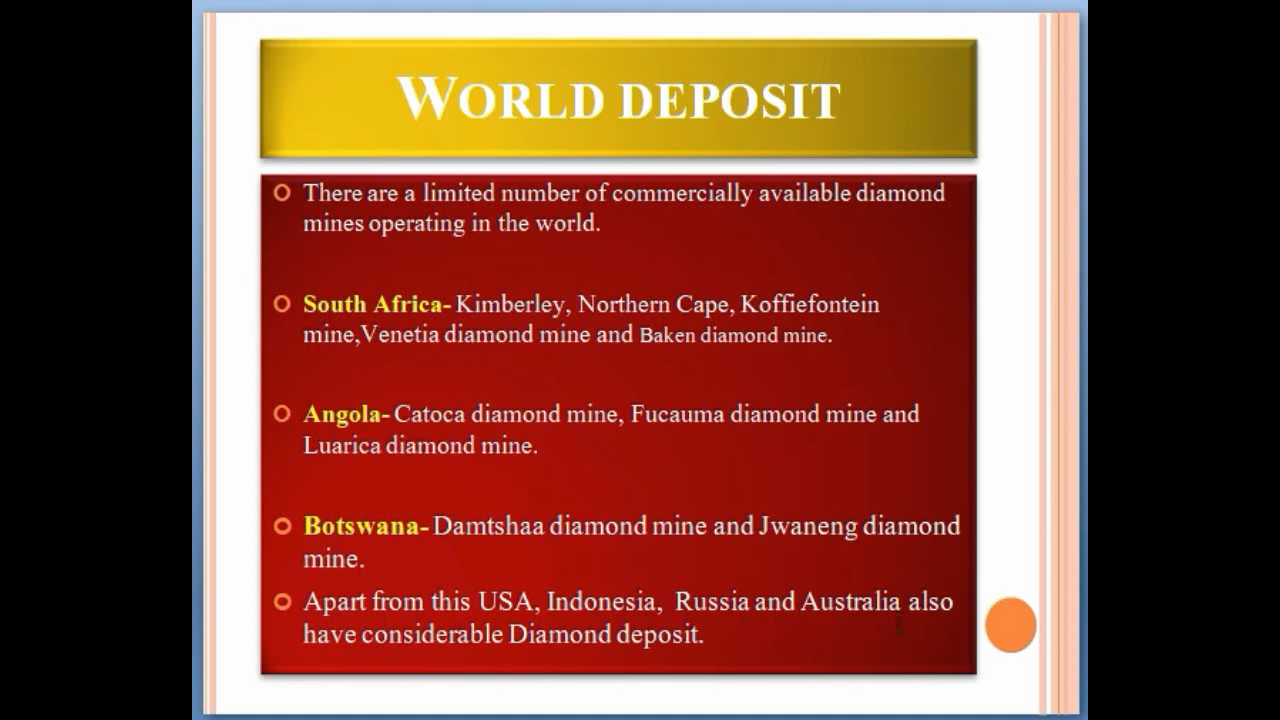 WORLD DEPOSIT
There are a limited number of commercially available diamond
mines operating in the world.
South Africa- Kimberley, Northern Cape, Koffiefontein
mine,Venetia diamond mine and Baken diamond mine.
Angola- Catoca diamond mine, Fucauma diamond mine and
Luarica diamond mine.
Botswana- Damtshaa diamond mine and Jwaneng diamond
mine.
Apart from this USA, Indonesia, Russia and Australia also
have considerable Diamond deposit.